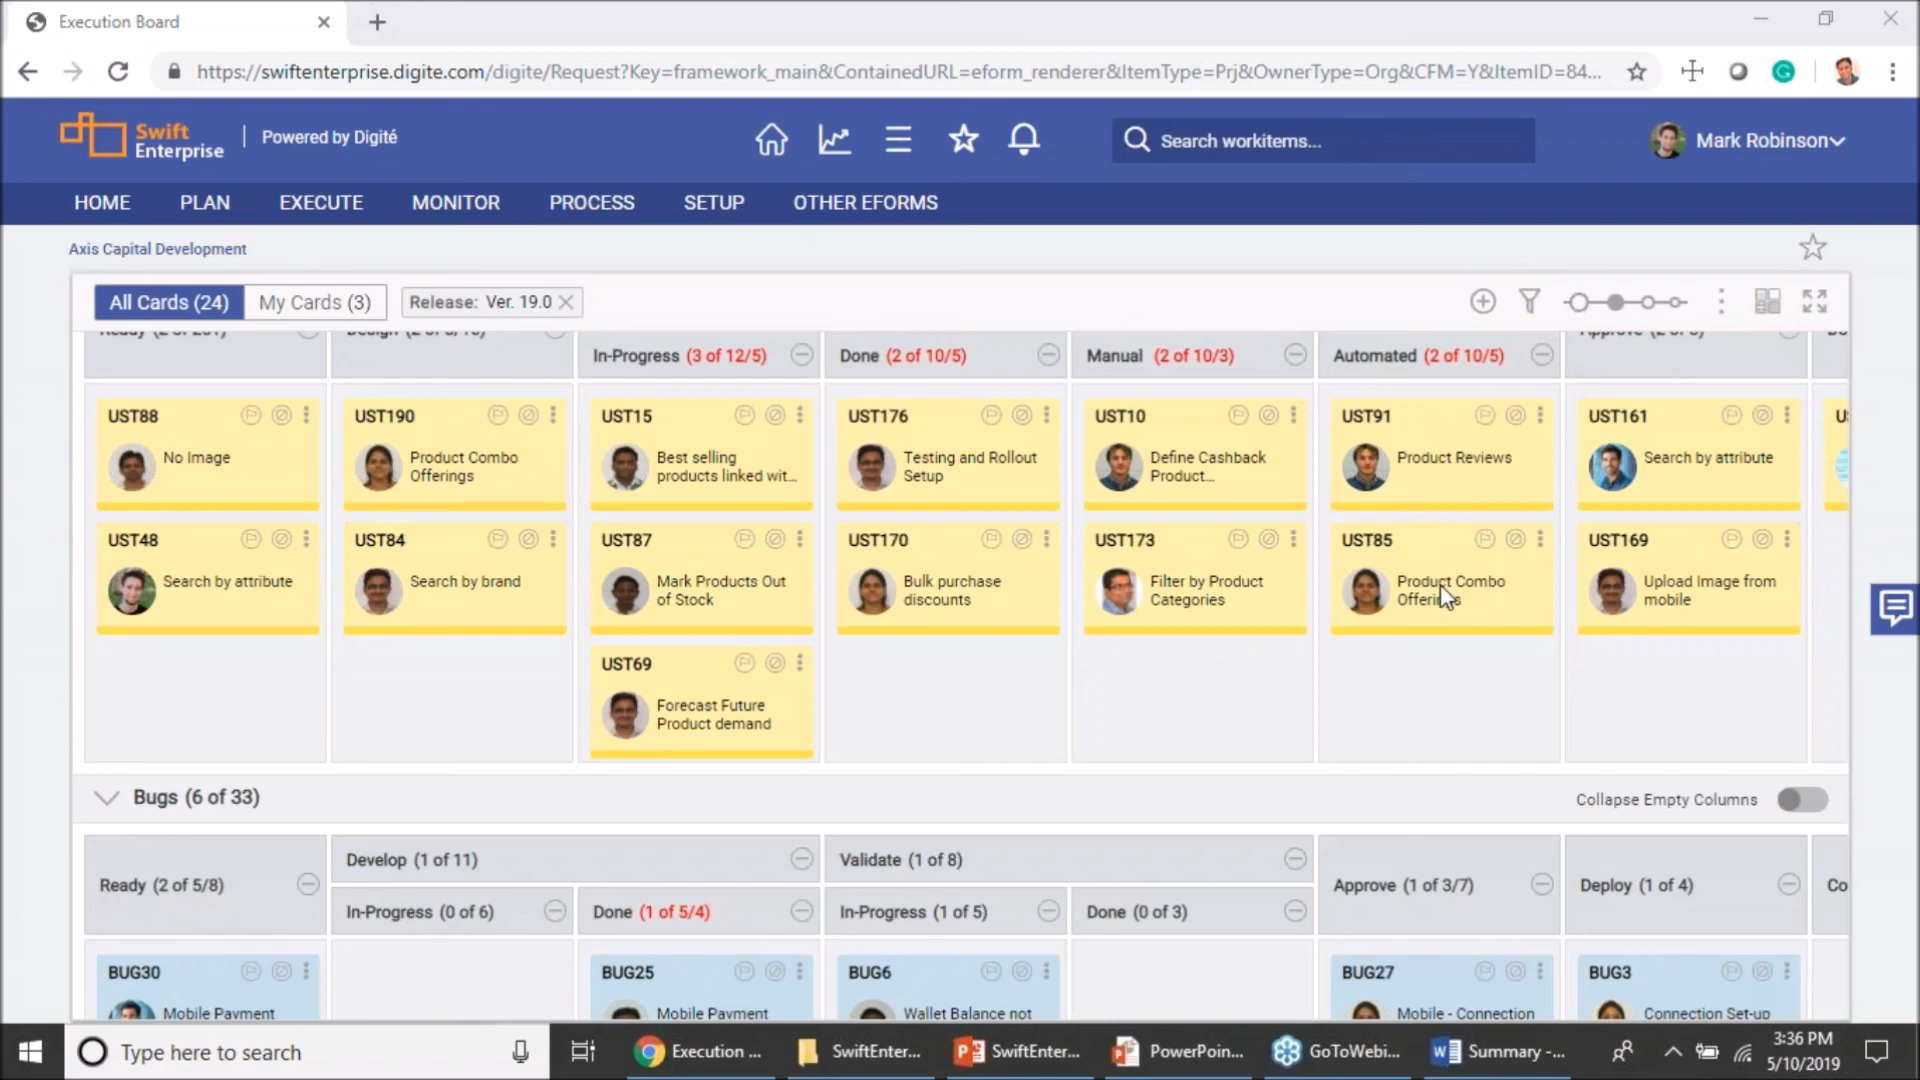 Execution Board
https://swiftenterprise.digite.com/digite/Request?Key=framework_main&ContainedURL=eform_renderer&ItemType=Prj&OwnerType=Org&CFM=Y&ItemID=84...
Swift
Enterprise
Powered by Digité
Search workitems...
Mark Robinson
HOME
PLAN
EXECUTE
MONITOR
PROCESS
SETUP
OTHER EFORMS
Axis Capital Development
All Cards (24)
My Cards (3)
Release: Ver. 19.0
In-Progress (3 of 12/5)
Done (2 of 10/5)
Manual (2 of 10/3)
Automated (2 of 10/5)
UST88
No Image
UST190
Product Combo
Offerings
UST15
Best selling
products linked wit...
UST176
Testing and Rollout
Setup
UST10
Define Cashback
Product...
UST91
Product Reviews
UST161
Search by attribute
UST48
Search by attribute
UST84
Search by brand
UST87
Mark Products Out
of Stock
UST170
Bulk purchase
discounts
UST173
Filter by Product
Categories
UST85
Product Combo
Offerings
UST169
Upload Image from
mobile
UST69
Forecast Future
Product demand
Bugs (6 of 33)
Collapse Empty Columns
Ready (2 of 5/8)
Develop (1 of 11)
In-Progress (0 of 6)
Done (1 of 5/4)
Validate (1 of 8)
In-Progress (1 of 5)
Done (0 of 3)
Approve (1 of 3/7)
Deploy (1 of 4)
Co
BUG30
Mobile Payment
BUG25
Mobile Payment
BUG6
Wallet Balance not
BUG27
Mobile - Connection
BUG3
Connection Set-up
Type here to search
Execution ...
SwiftEnter...
SwiftEnter...
PowerPoin...
GoToWebi...
Summary -...
3:36 PM
5/10/2019